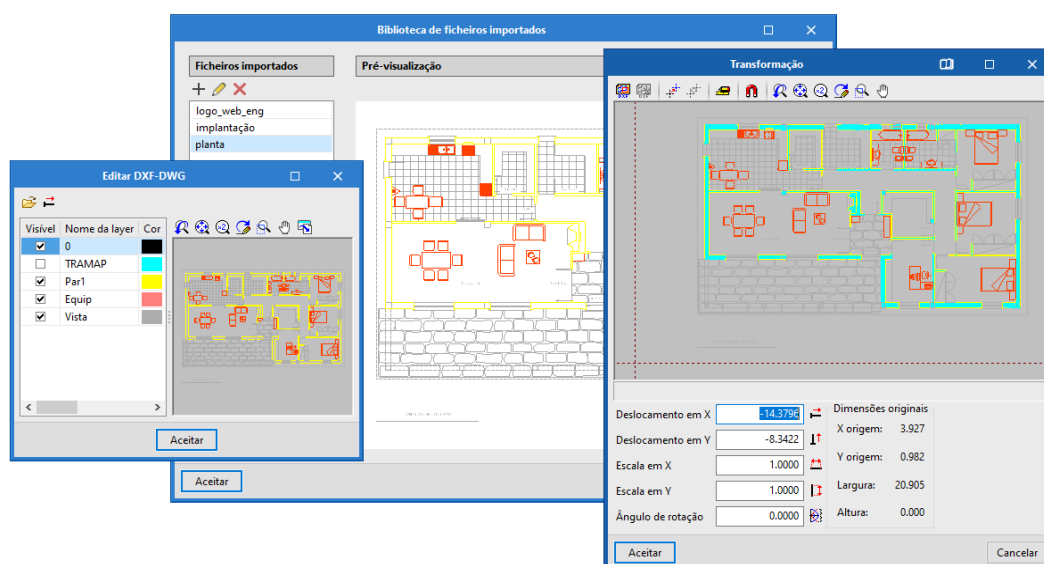 Biblioteca de ficheiros importados
Ficheiros importados
Pré-visualização
logo_web_eng
implantação
planta
Aceitar
Editar DXF-DWG
Visível Nome da layer Cor
0
TRAMAP
Par1
Equip
Vista
Aceitar
Transformação
Deslocamento em X -14.3796
Deslocamento em Y -8.3422
Escala em X 1.0000
Escala em Y 1.0000
Ângulo de rotação 0.0000
Dimensões originais
X origem: 3.927
Y origem: 0.982
Largura: 20.905
Altura: 0.000
Aceitar
Cancelar